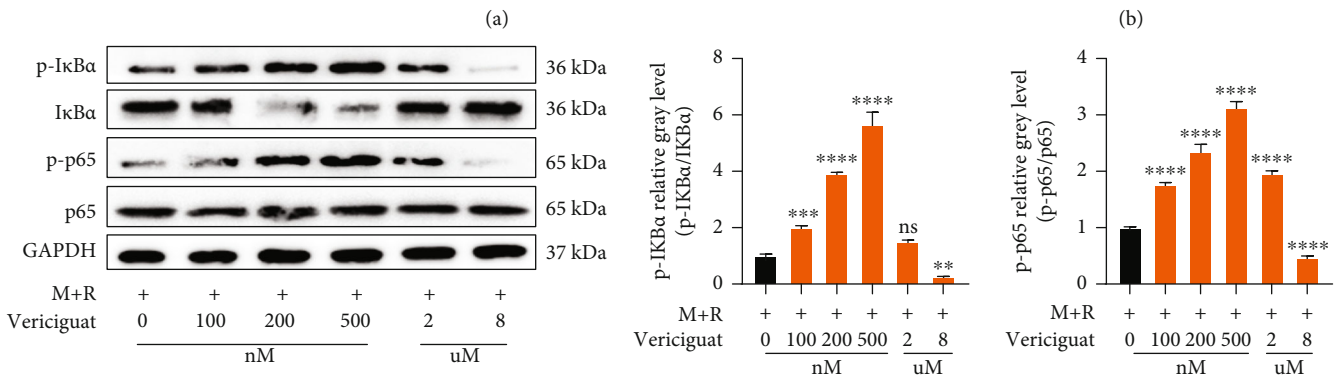 (a)
p-IκBα 36 kDa
IκBα 36 kDa
p-p65 65 kDa
p65 65 kDa
GAPDH 37 kDa
M+R + + + + + +
Vericiguat 0 100 200 500 2 8
nM uM
p-IKBα relative gray level
(p-IKBα/IKBα)
8
6
4
2
0
***
****
****
ns
**
M+R + + + + + +
Vericiguat 0 100 200 500 2 8
nM uM
(b)
p-p65 relative grey level
(p-p65/p65)
4
3
2
1
0
****
****
****
****
****
M+R + + + + + +
Vericiguat 0 100 200 500 2 8
nM uM